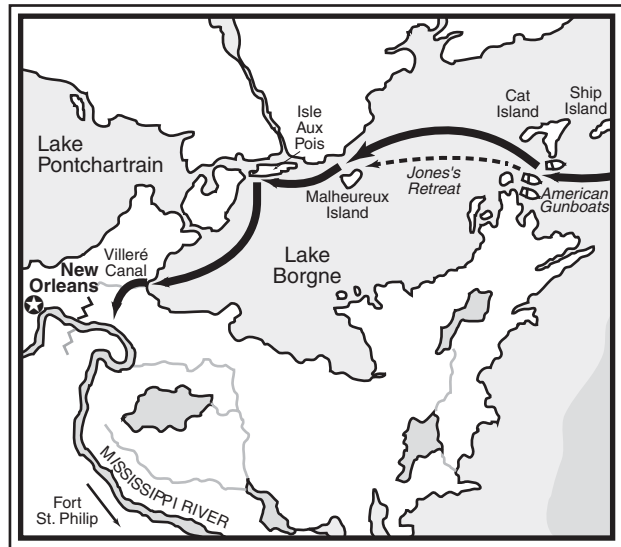 Ship
Island
Cat
Island
Isle
Aux
Pois
Lake
Pontchartrain
Jones's
Retreat
American
Gunboats
Malheureux
Island
Villeré
Canal
Lake
Borgne
New
Orleans
MISSISSIPPI RIVER
Fort
St. Philip